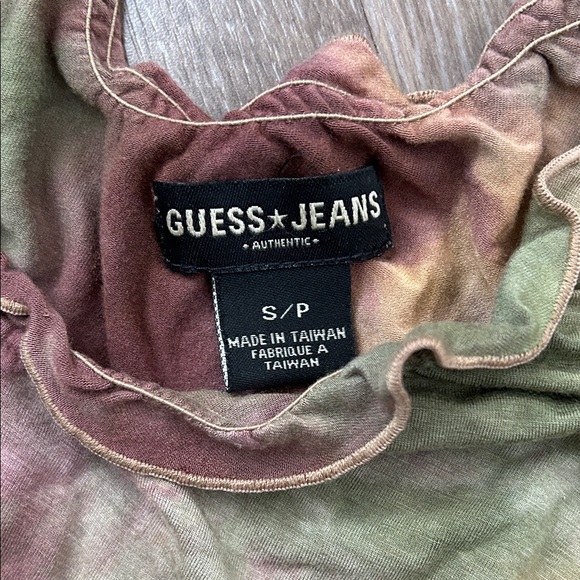 GUESS★JEANS
• AUTHENTIC •
S/P
MADE IN TAIWAN
FABRIQUE A
TAIWAN